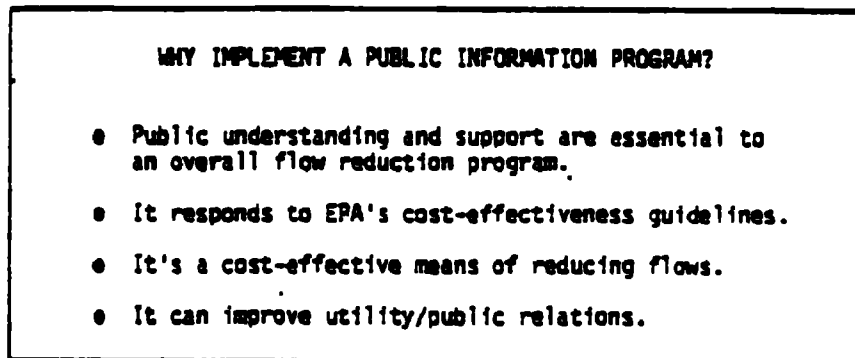 WHY IMPLEMENT A PUBLIC INFORMATION PROGRAM?
● Public understanding and support are essential to
an overall flow reduction program.
● It responds to EPA's cost-effectiveness guidelines.
● It's a cost-effective means of reducing flows.
● It can improve utility/public relations.